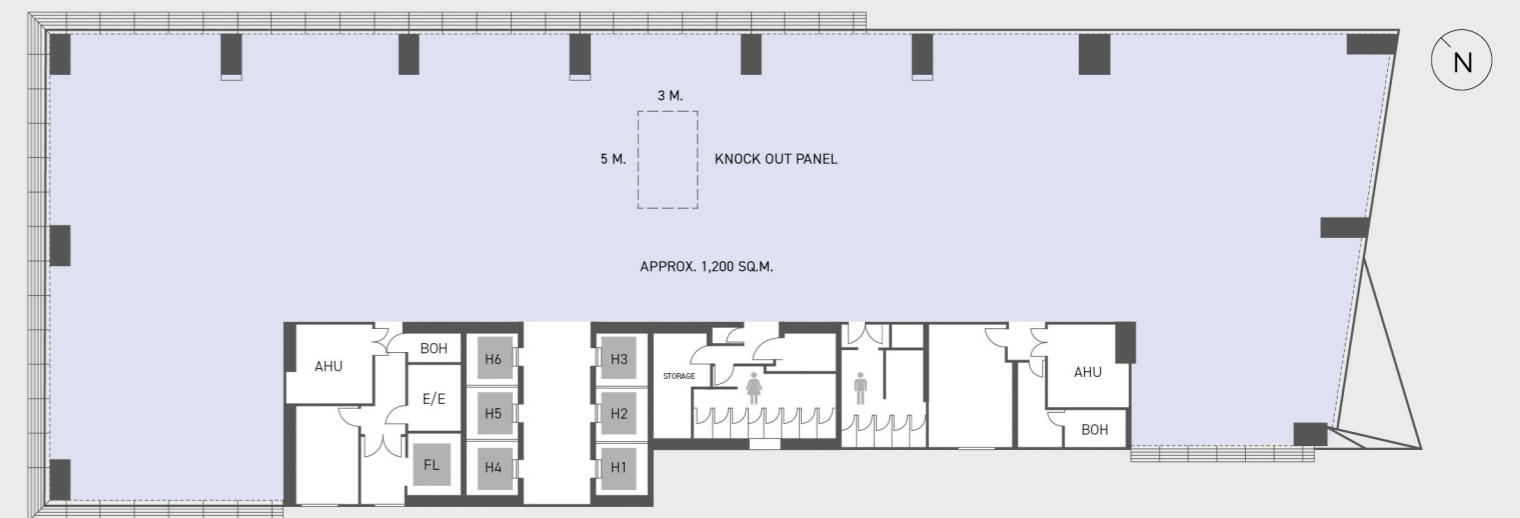 N
3 M.
5 M.
KNOCK OUT PANEL
APPROX. 1,200 SQ.M.
AHU
BOH
H6
H3
STORAGE
AHU
E/E
H5
H2
BOH
FL
H4
H1